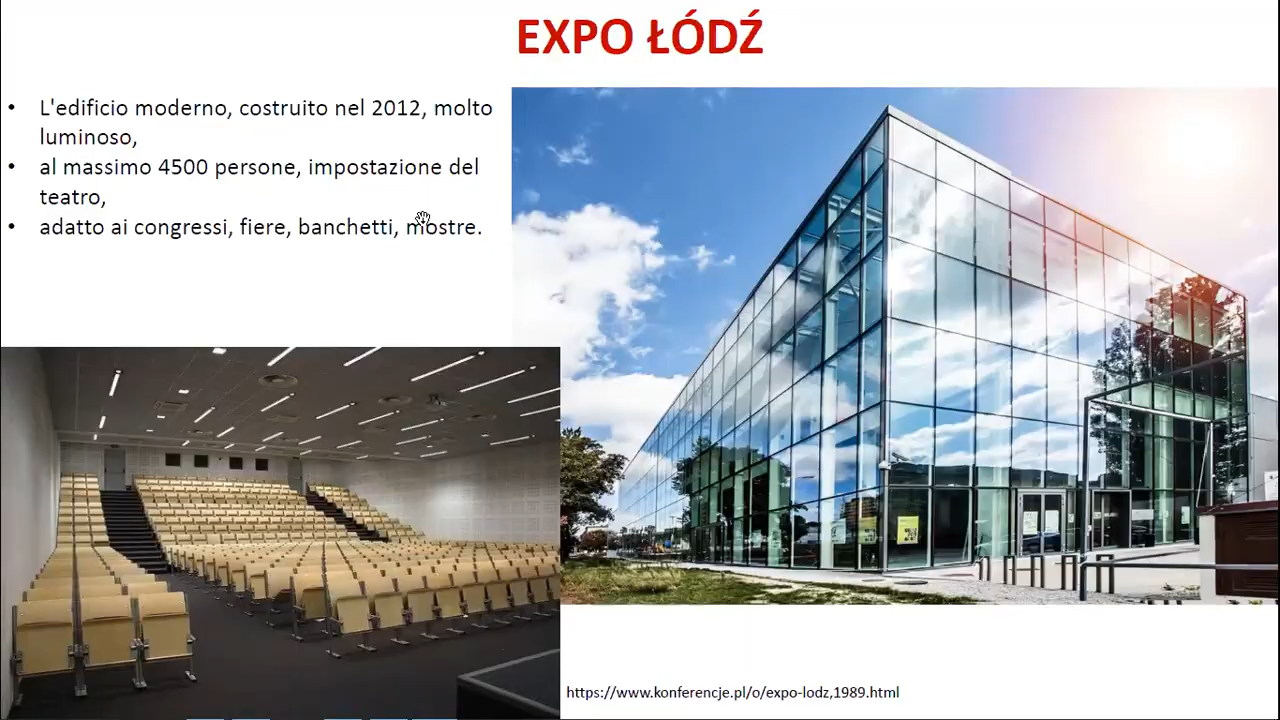 EXPO ŁÓDŹ
• L'edificio moderno, costruito nel 2012, molto
luminoso,
• al massimo 4500 persone, impostazione del
teatro,
• adatto ai congressi, fiere, banchetti, mostre.
https://www.konferencje.pl/o/expo-lodz,1989.html